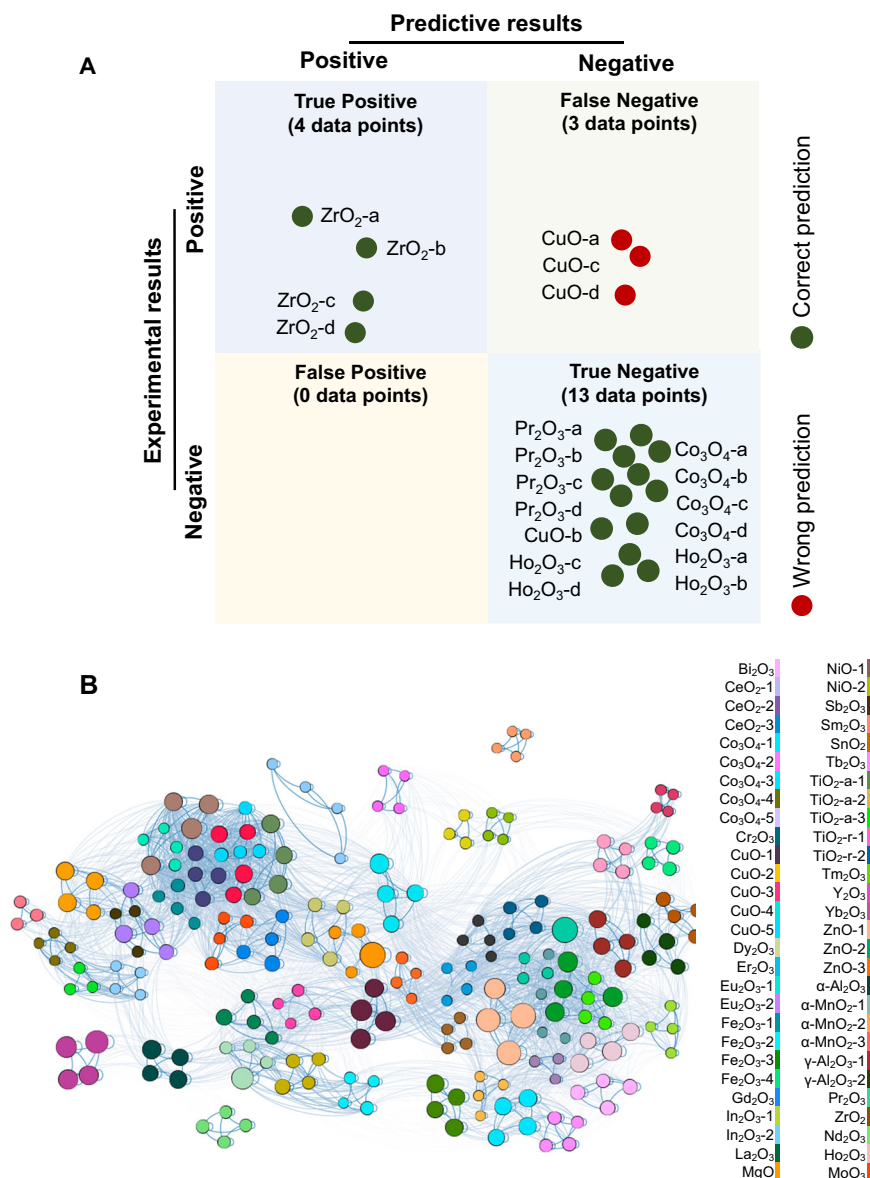 Predictive results
A
Positive
Negative
True Positive
(4 data points)
False Negative
(3 data points)
Experimental results
Positive
Negative
ZrO₂-a
ZrO₂-b
ZrO₂-c
ZrO₂-d
CuO-a
CuO-c
CuO-d
False Positive
(0 data points)
True Negative
(13 data points)
Pr₂O₃-a
Pr₂O₃-b
Pr₂O₃-c
Pr₂O₃-d
CuO-b
Ho₂O₃-c
Ho₂O₃-d
Co₃O₄-a
Co₃O₄-b
Co₃O₄-c
Co₃O₄-d
Ho₂O₃-a
Ho₂O₃-b
Correct prediction
Wrong prediction
B
Bi₂O₃
CeO₂-1
CeO₂-2
CeO₂-3
Co₃O₄-1
Co₃O₄-2
Co₃O₄-3
Co₃O₄-4
Co₃O₄-5
Cr₂O₃
CuO-1
CuO-2
CuO-3
CuO-4
CuO-5
Dy₂O₃
Er₂O₃
Eu₂O₃-1
Eu₂O₃-2
Fe₂O₃-1
Fe₂O₃-2
Fe₂O₃-3
Fe₂O₃-4
Gd₂O₃
In₂O₃-1
In₂O₃-2
La₂O₃
MgO
NiO-1
NiO-2
Sb₂O₃
Sm₂O₃
SnO₂
Tb₂O₃
TiO₂-a-1
TiO₂-a-2
TiO₂-a-3
TiO₂-r-1
TiO₂-r-2
Tm₂O₃
Y₂O₃
Yb₂O₃
ZnO-1
ZnO-2
ZnO-3
α-Al₂O₃
α-MnO₂-1
α-MnO₂-2
α-MnO₂-3
γ-Al₂O₃-1
γ-Al₂O₃-2
Pr₂O₃
ZrO₂
Nd₂O₃
Ho₂O₃
MoO₃